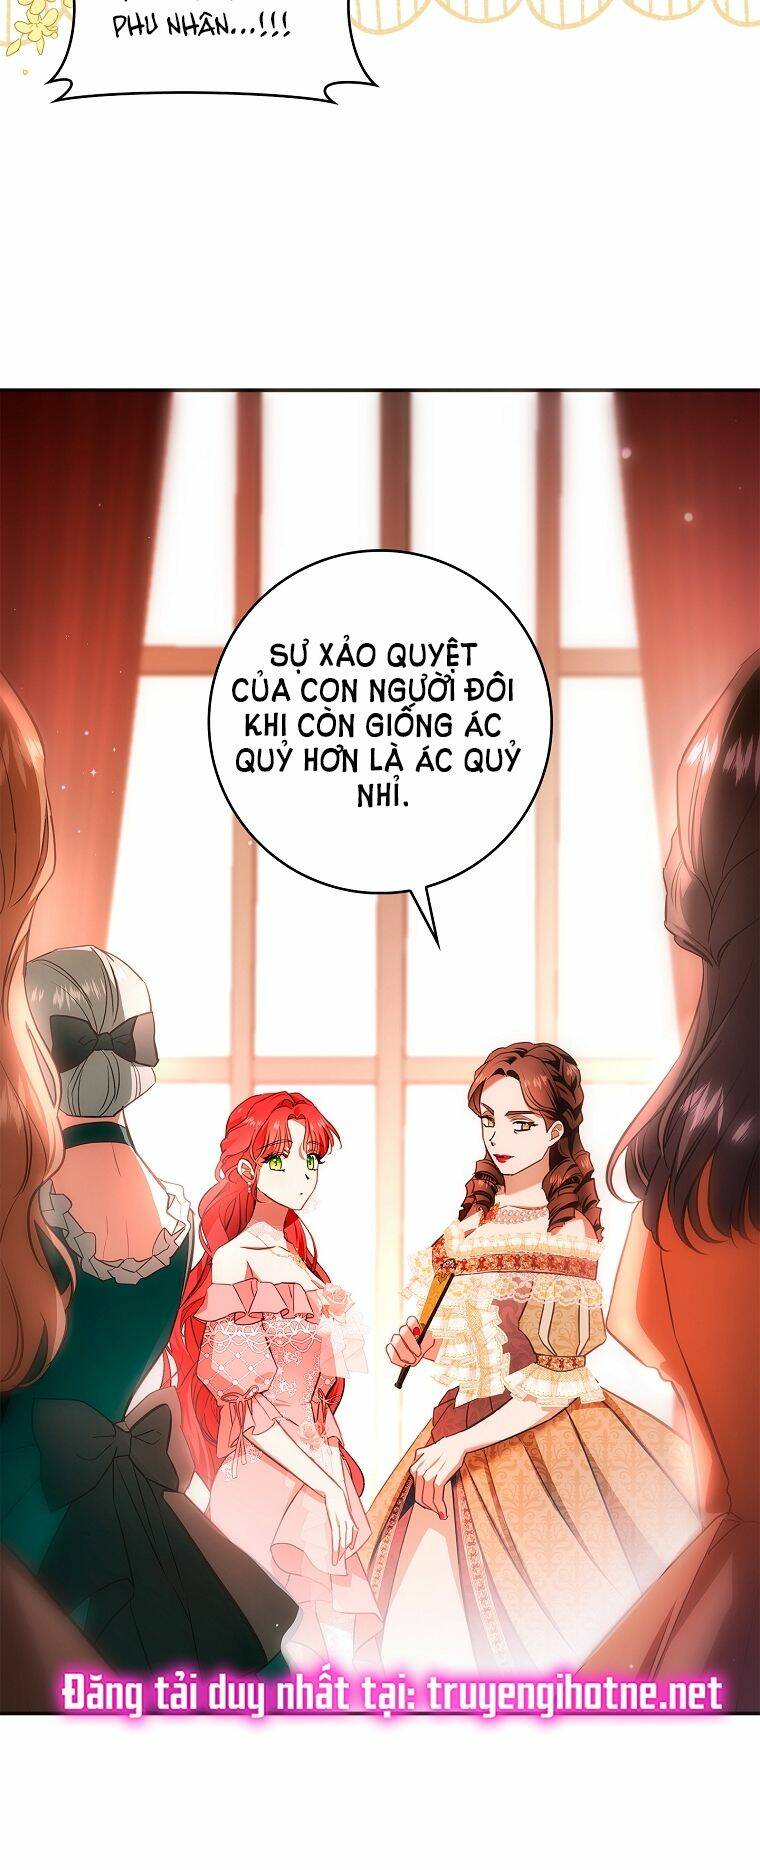 PHU NHÂN...!!!
SỰ XẢO QUYỆT
CỦA CON NGƯỜI ĐÔI
KHI CÒN GIỐNG ÁC
QUỶ HƠN LÀ ÁC QUỶ
NHỈ.
Đăng tải duy nhất tại: truyengihotne.net